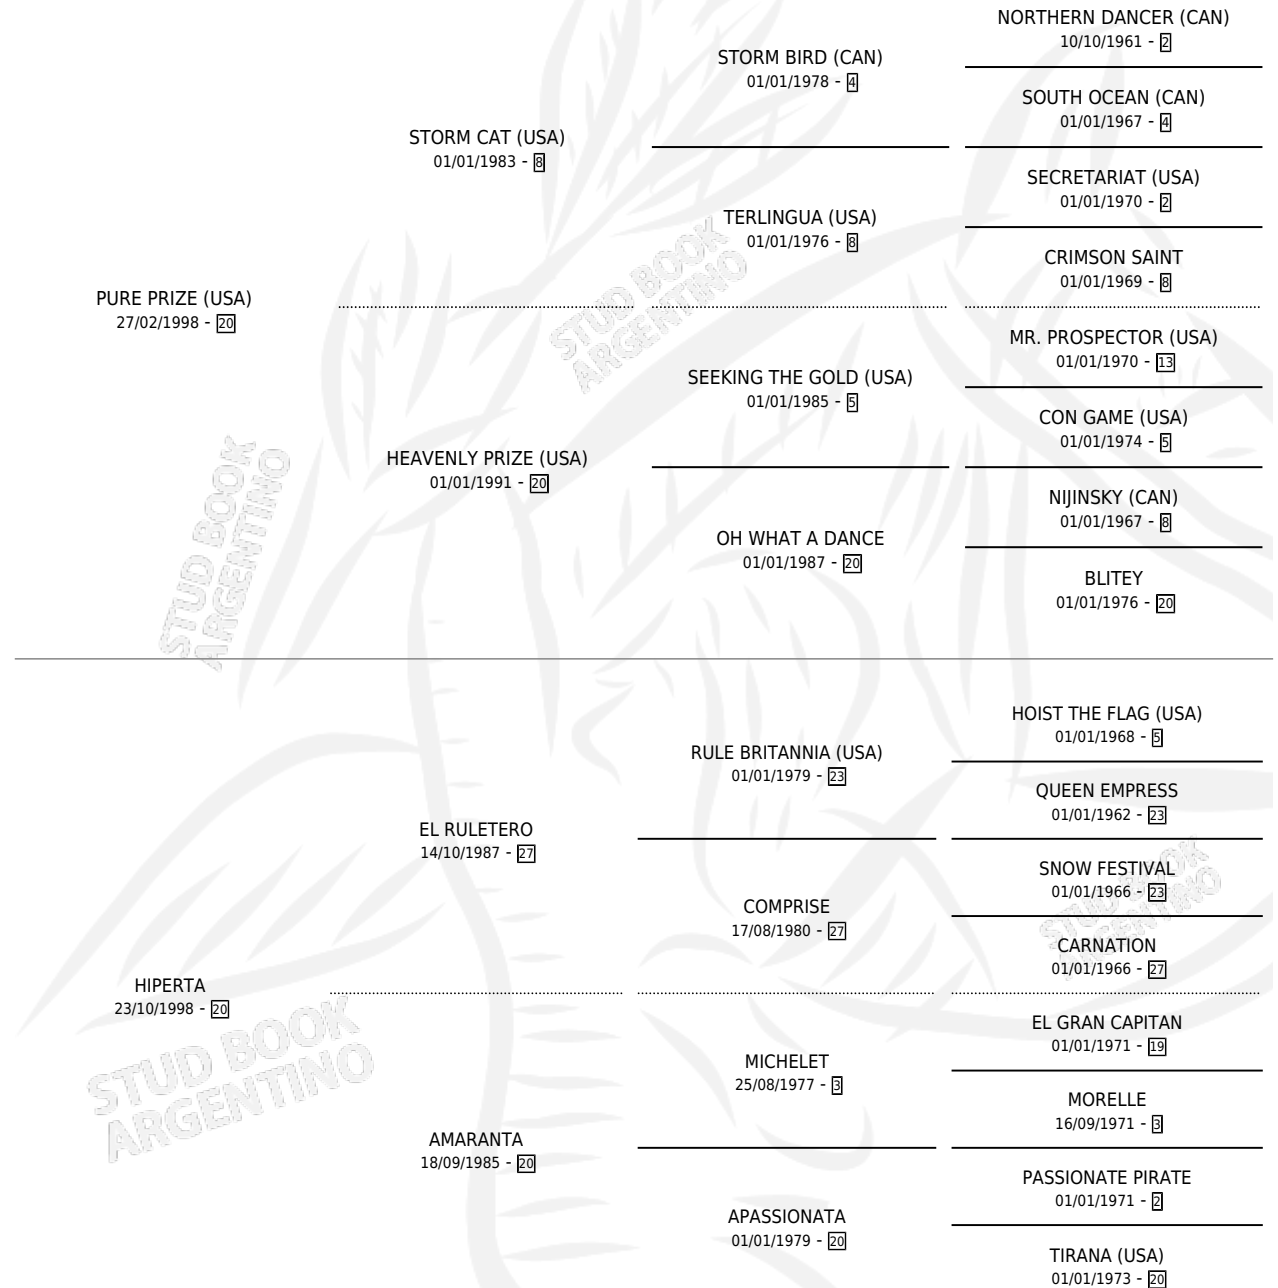 NORTHERN DANCER (CAN)
10/10/1961 - 2
STORM BIRD (CAN)
01/01/1978 - 4
SOUTH OCEAN (CAN)
01/01/1967 - 4
STORM CAT (USA)
01/01/1983 - 8
SECRETARIAT (USA)
01/01/1970 - 2
TERLINGUA (USA)
01/01/1976 - 8
CRIMSON SAINT
01/01/1969 - 8
PURE PRIZE (USA)
27/02/1998 - 20
STUD BOOK
ARGENTINO
MR. PROSPECTOR (USA)
01/01/1970 - 13
SEEKING THE GOLD (USA)
01/01/1985 - 5
CON GAME (USA)
01/01/1974 - 5
HEAVENLY PRIZE (USA)
01/01/1991 - 20
NIJINSKY (CAN)
01/01/1967 - 8
OH WHAT A DANCE
01/01/1987 - 20
BLITEY
01/01/1976 - 20
STUD BOOK
ARGENTINO
HOIST THE FLAG (USA)
01/01/1968 - 5
RULE BRITANNIA (USA)
01/01/1979 - 23
QUEEN EMPRESS
01/01/1962 - 23
EL RULETERO
14/10/1987 - 27
SNOW FESTIVAL
01/01/1966 - 23
COMPRISE
17/08/1980 - 27
STUD BOOK
ARGENTINO
CARNATION
01/01/1966 - 27
HIPERTA
23/10/1998 - 20
EL GRAN CAPITAN
01/01/1971 - 19
MICHELET
25/08/1977 - 3
STUD BOOK
ARGENTINO
MORELLE
16/09/1971 - 3
AMARANTA
18/09/1985 - 20
PASSIONATE PIRATE
01/01/1971 - 2
APASSIONATA
01/01/1979 - 20
TIRANA (USA)
01/01/1973 - 20